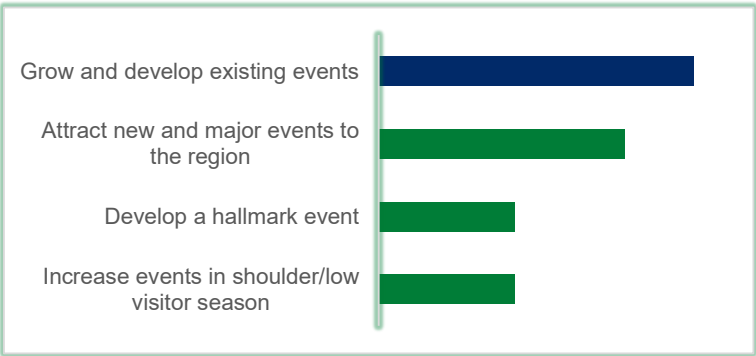 Grow and develop existing events
Attract new and major events to
the region
Develop a hallmark event
Increase events in shoulder/low
visitor season